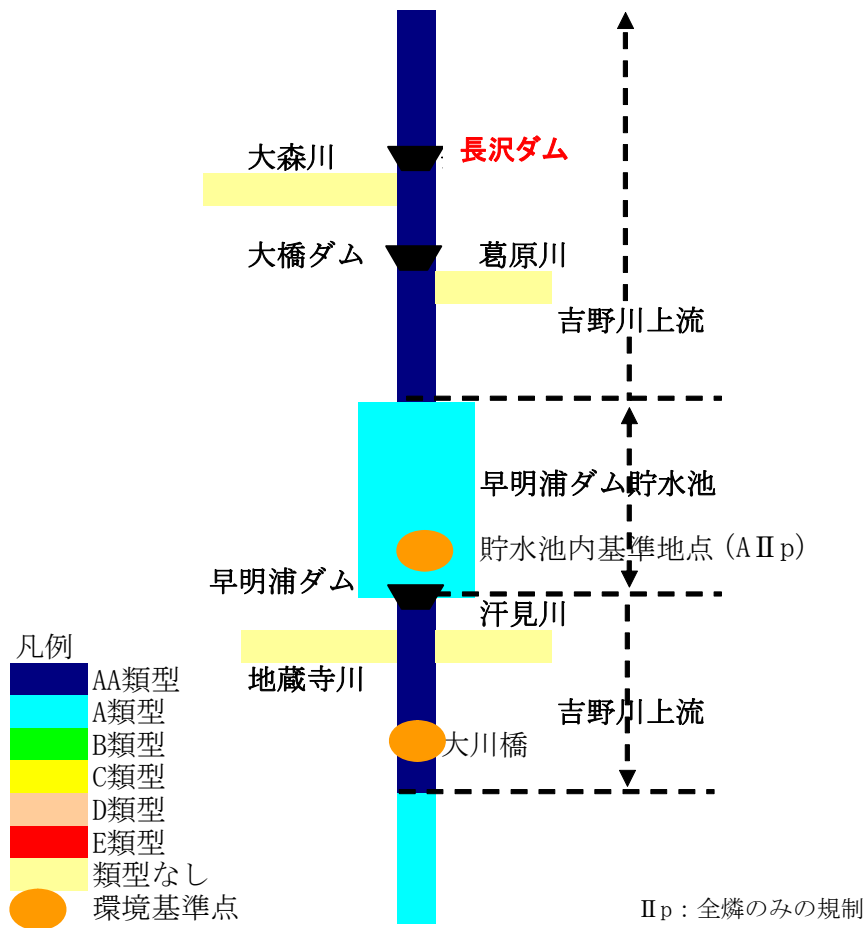 大森川
長沢ダム
大橋ダム
葛原川
吉野川上流
早明浦ダム貯水池
貯水池内基準地点(AⅡp)
早明浦ダム
汗見川
地蔵寺川
吉野川上流
大川橋
凡例
AA類型
A類型
B類型
C類型
D類型
E類型
類型なし
環境基準点
Ⅱp：全燐のみの規制